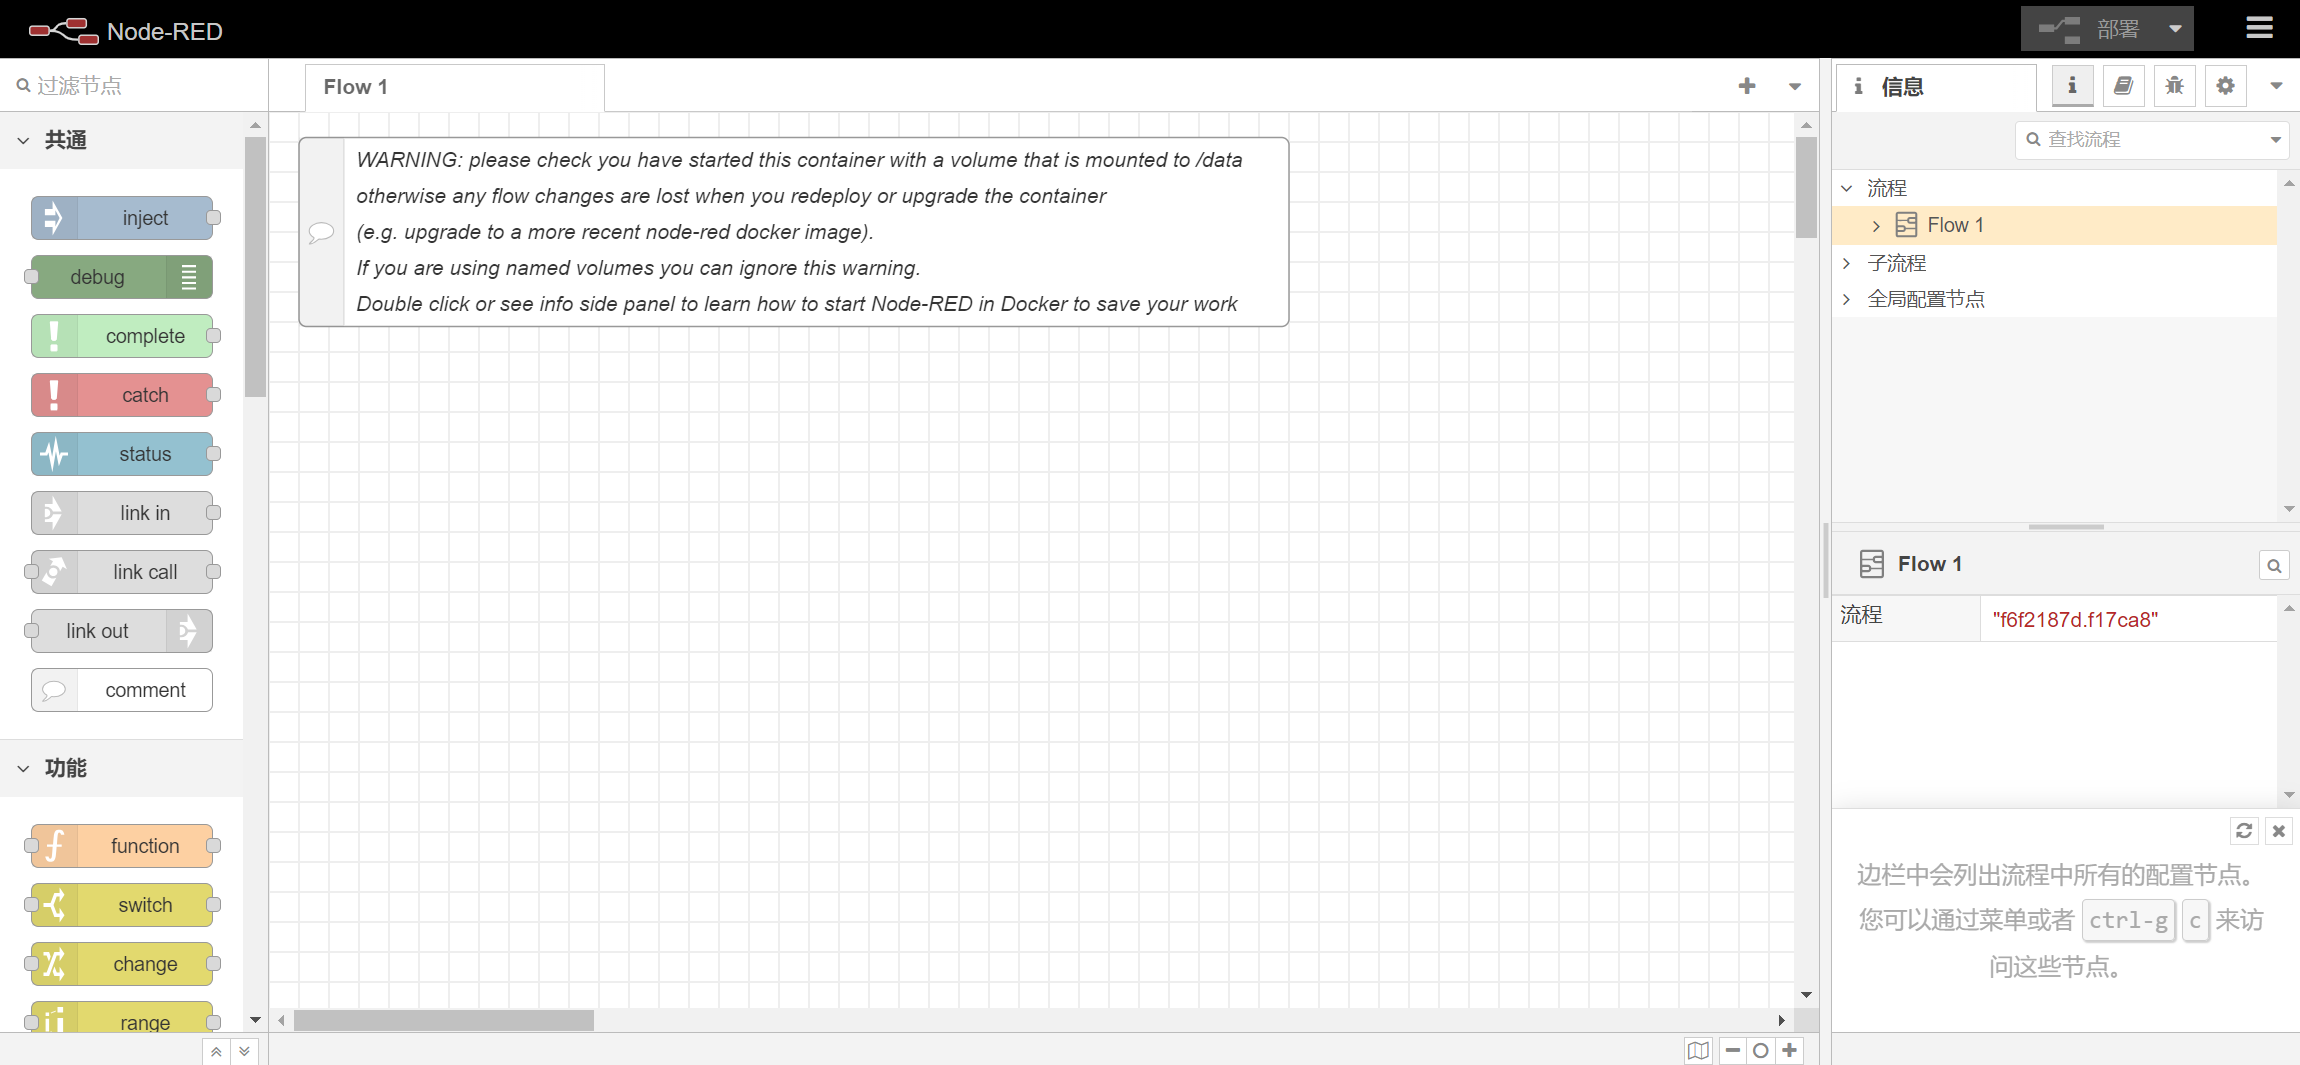 Node-RED
部署
过滤节点
共通
inject
debug
complete
catch
status
link in
link call
link out
comment
功能
function
switch
change
range
Flow 1
WARNING: please check you have started this container with a volume that is mounted to /data
otherwise any flow changes are lost when you redeploy or upgrade the container
(e.g. upgrade to a more recent node-red docker image).
If you are using named volumes you can ignore this warning.
Double click or see info side panel to learn how to start Node-RED in Docker to save your work
信息
查找流程
流程
Flow 1
子流程
全局配置节点
Flow 1
流程 "f6f2187d.f17ca8"
边栏中会列出流程中所有的配置节点。
您可以通过菜单或者 ctrl-g c 来访
问这些节点。